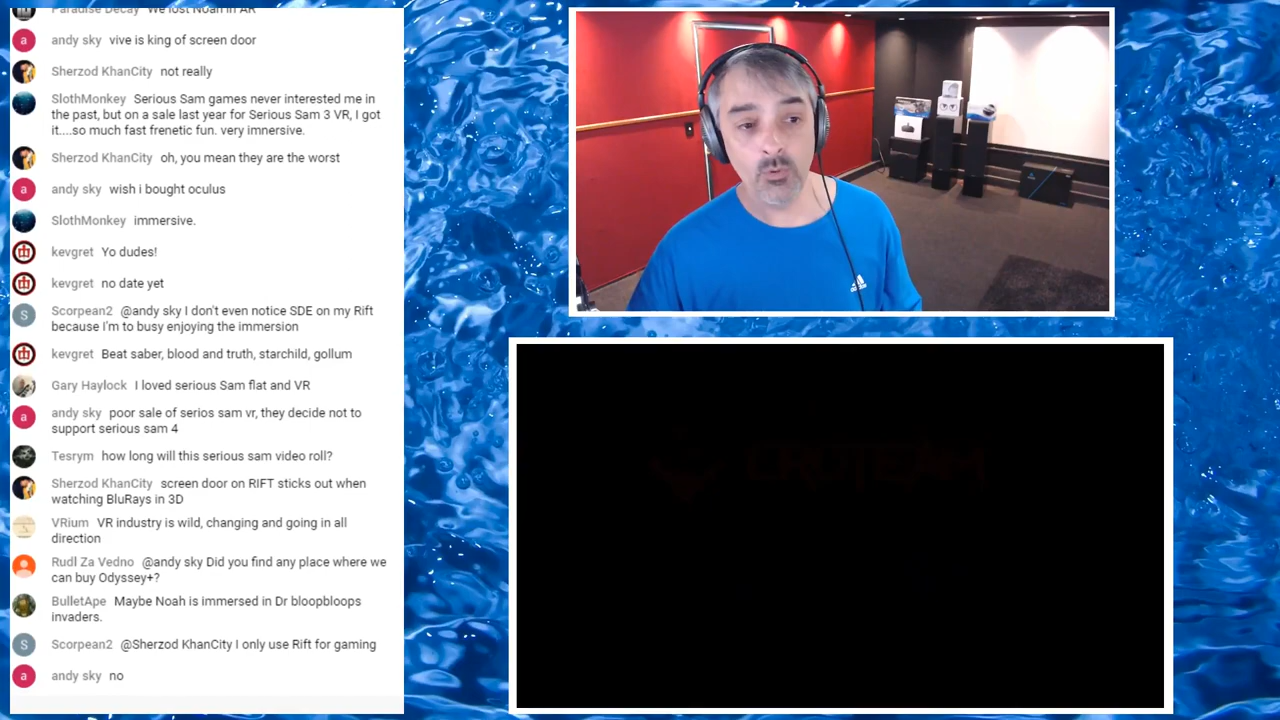 Paradise Decay We lost Noah in AR
a andy sky vive is king of screen door
Sherzod KhanCity not really
SlothMonkey Serious Sam games never interested me in
the past, but on a sale last year for Serious Sam 3 VR, I got
it....so much fast frenetic fun. very imnersive.
Sherzod KhanCity oh, you mean they are the worst
a andy sky wish i bought oculus
SlothMonkey immersive.
kevgret Yo dudes!
kevgret no date yet
S Scorpean2 @andy sky I don't even notice SDE on my Rift
because I'm to busy enjoying the immersion
kevgret Beat saber, blood and truth, starchild, gollum
Gary Haylock I loved serious Sam flat and VR
a andy sky poor sale of serios sam vr, they decide not to
support serious sam 4
Tesrym how long will this serious sam video roll?
Sherzod KhanCity screen door on RIFT sticks out when
watching BluRays in 3D
VRium VR industry is wild, changing and going in all
direction
Rudl Za Vedno @andy sky Did you find any place where we
can buy Odyssey+?
BulletApe Maybe Noah is immersed in Dr bloopbloops
invaders.
S Scorpean2 @Sherzod KhanCity I only use Rift for gaming
a andy sky no
adidas
CROTEAM